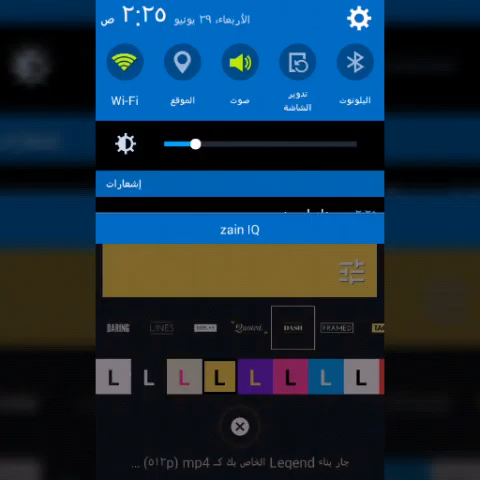 ٢:٢٥ ص الأربعاء، ٢٩ يونيو
Wi-Fi الموقع صوت تدوير الشاشة البلوتوث
إشعارات
zain IQ
DARING LINES Quoted. DASH FRAMED
L L L L L L L L
جار بناء Legend الخاص بك كـ mp4 (٥١٢p) ...